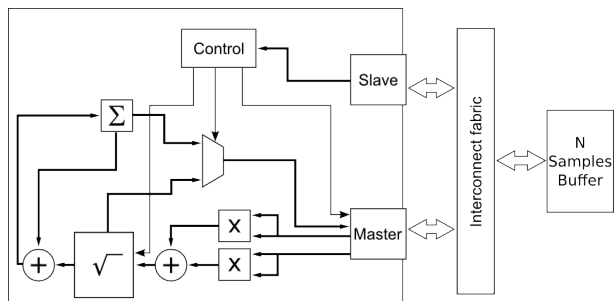 Control
Slave
Σ
Interconnect fabric
N
Samples
Buffer
X
Master
X
+
√
+